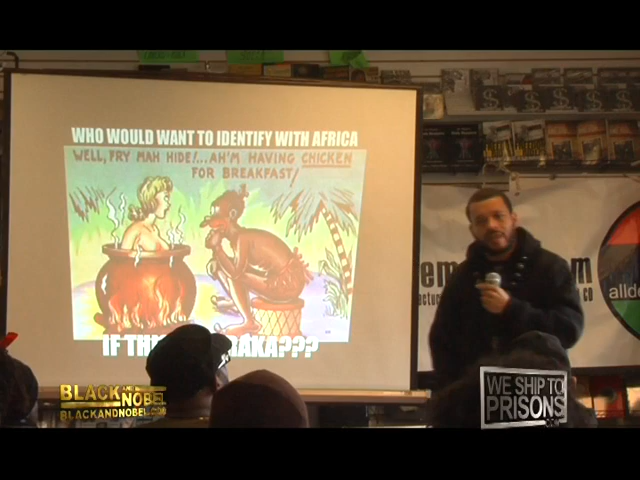 WHO WOULD WANT TO IDENTIFY WITH AFRICA
WELL, FRY MAH HIDE!...AH'M HAVING CHICKEN
FOR BREAKFAST!
IF
BLACK AND NOBEL
BLACKANDNOBEL.COM
WE SHIP TO
PRISONS
.COM